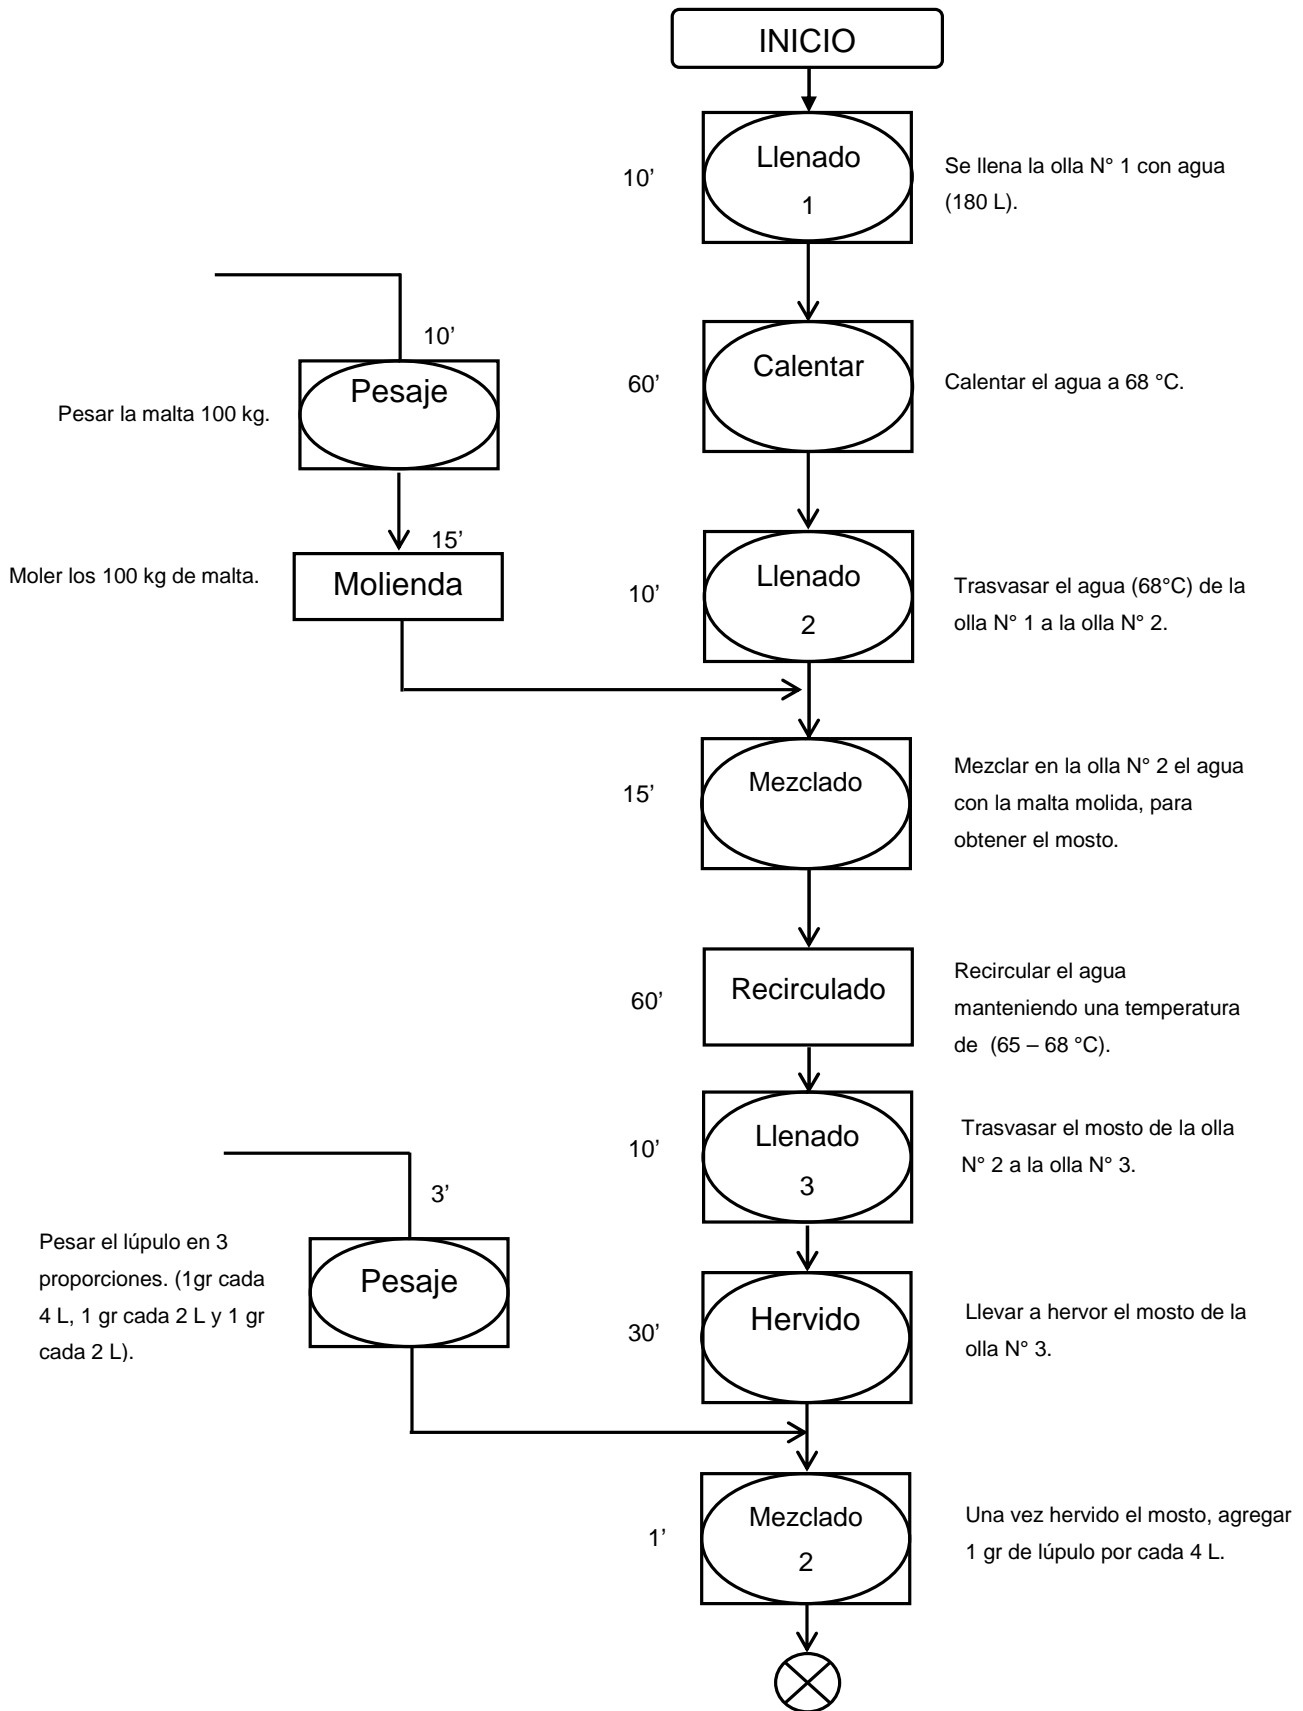 INICIO
Llenado
1
10’
Se llena la olla N° 1 con agua
(180 L).
10’
Pesaje
Pesar la malta 100 kg.
Calentar
60’
Calentar el agua a 68 °C.
15’
Molienda
Moler los 100 kg de malta.
Llenado
2
10’
Trasvasar el agua (68°C) de la
olla N° 1 a la olla N° 2.
Mezclado
15’
Mezclar en la olla N° 2 el agua
con la malta molida, para
obtener el mosto.
Recirculado
60’
Recircular el agua
manteniendo una temperatura
de (65 – 68 °C).
Llenado
3
10’
Trasvasar el mosto de la olla
N° 2 a la olla N° 3.
3’
Pesaje
Pesar el lúpulo en 3
proporciones. (1gr cada
4 L, 1 gr cada 2 L y 1 gr
cada 2 L).
Hervido
30’
Llevar a hervor el mosto de la
olla N° 3.
Mezclado
2
1’
Una vez hervido el mosto, agregar
1 gr de lúpulo por cada 4 L.